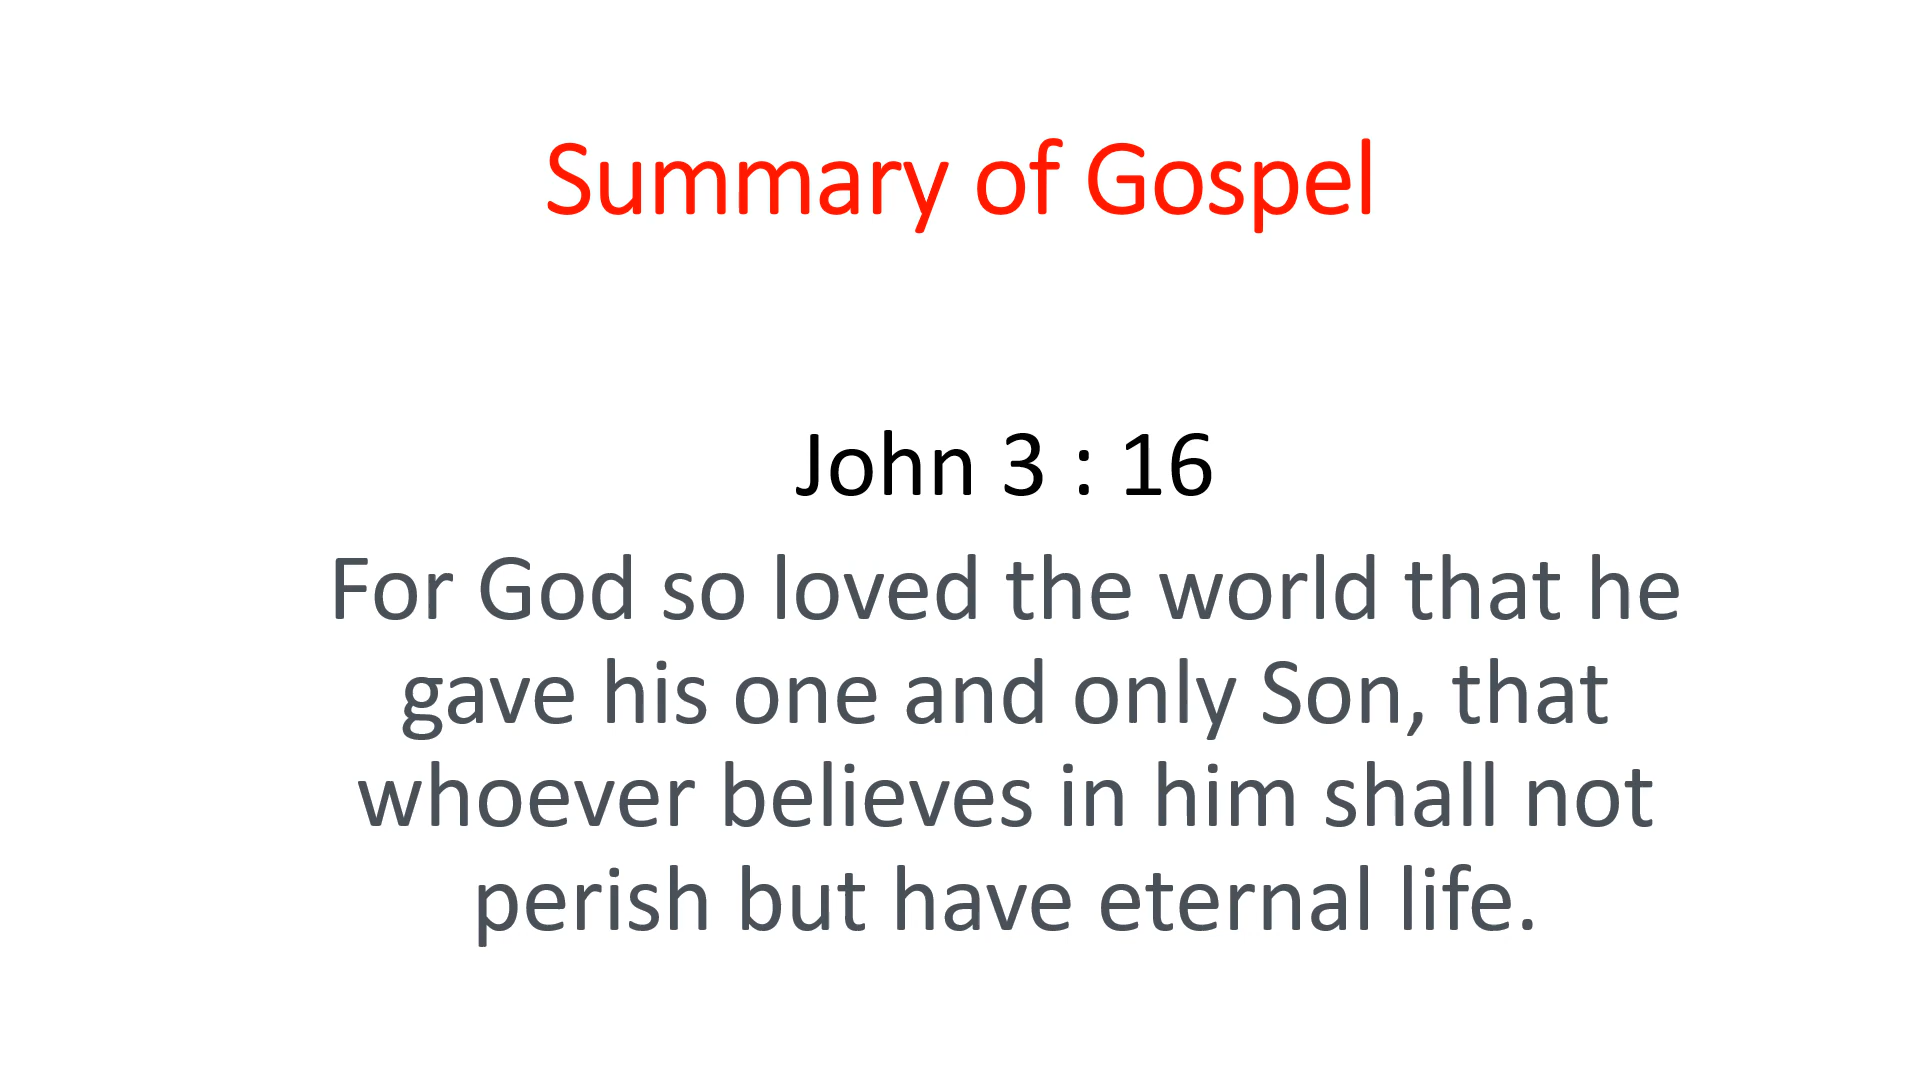 Summary of Gospel
John 3 : 16
For God so loved the world that he
gave his one and only Son, that
whoever believes in him shall not
perish but have eternal life.